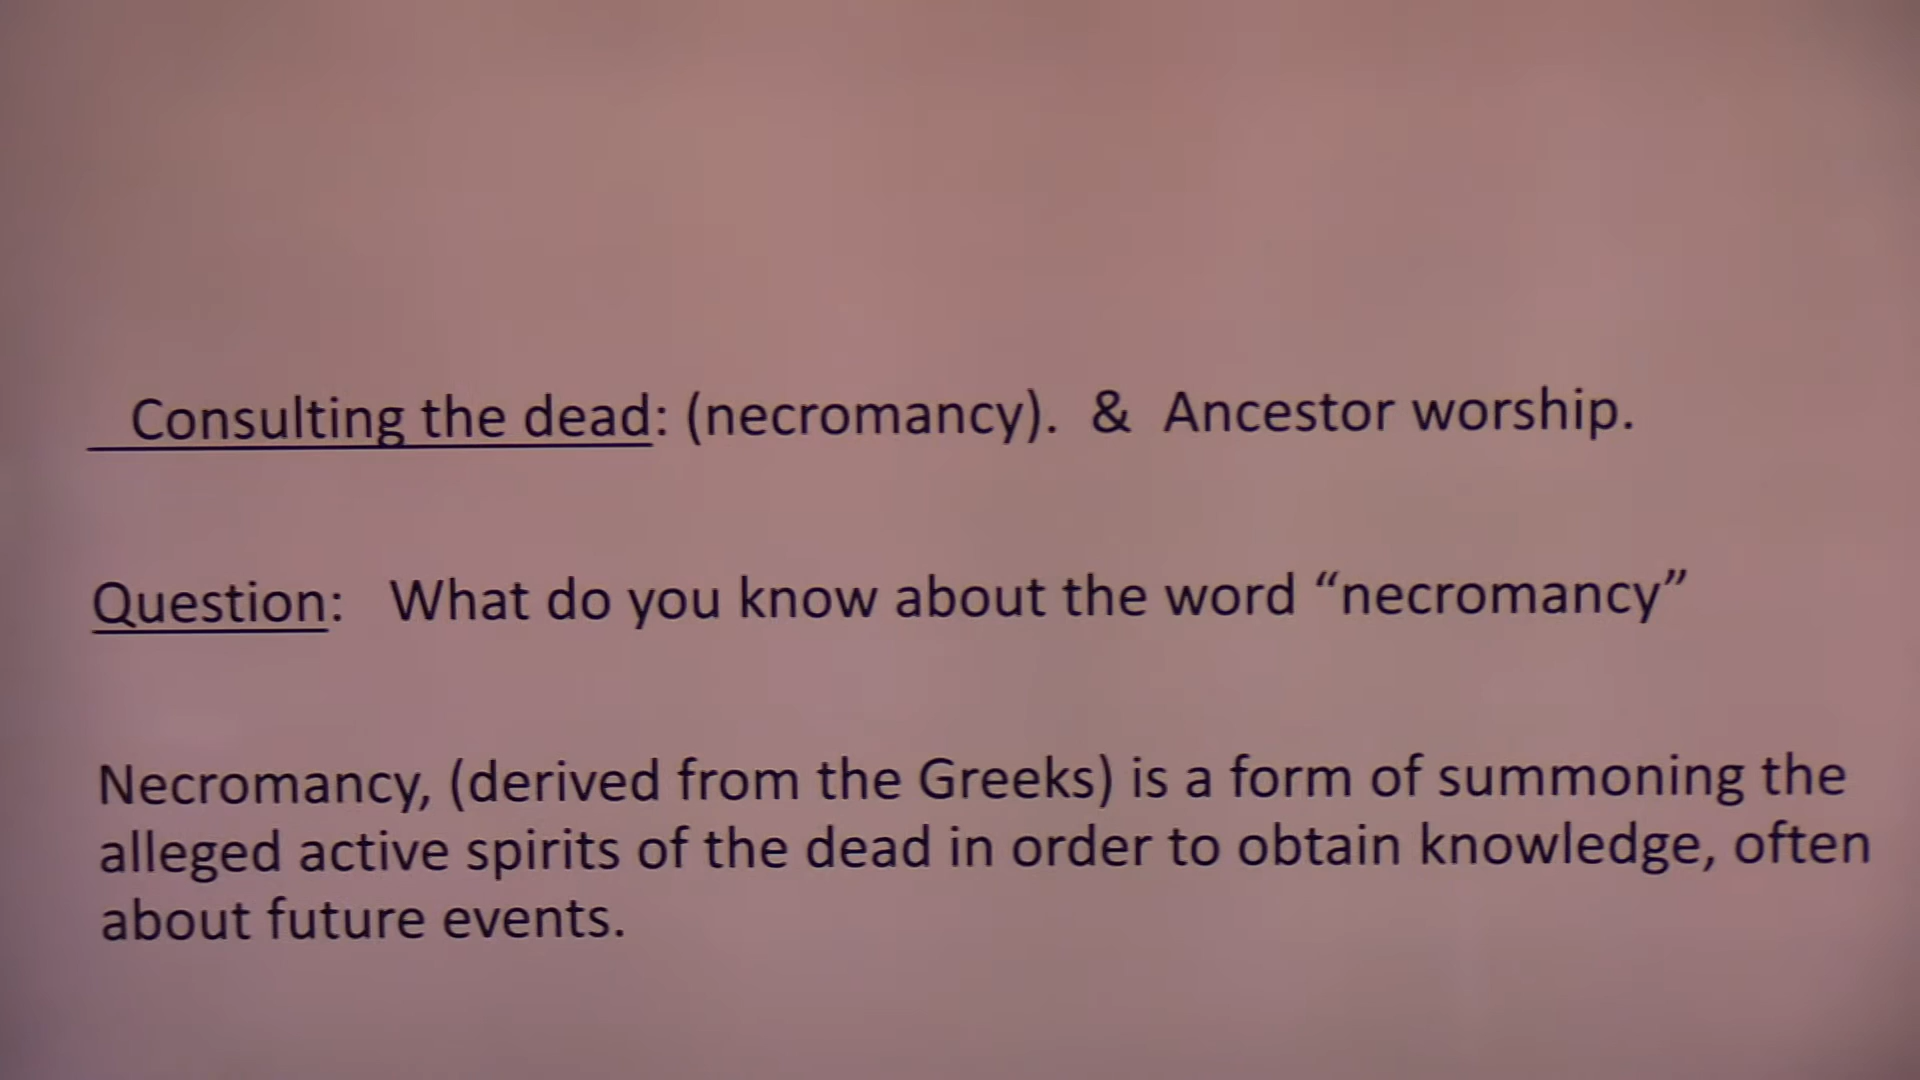 Consulting the dead: (necromancy). & Ancestor worship.
Question: What do you know about the word “necromancy”
Necromancy, (derived from the Greeks) is a form of summoning the
alleged active spirits of the dead in order to obtain knowledge, often
about future events.